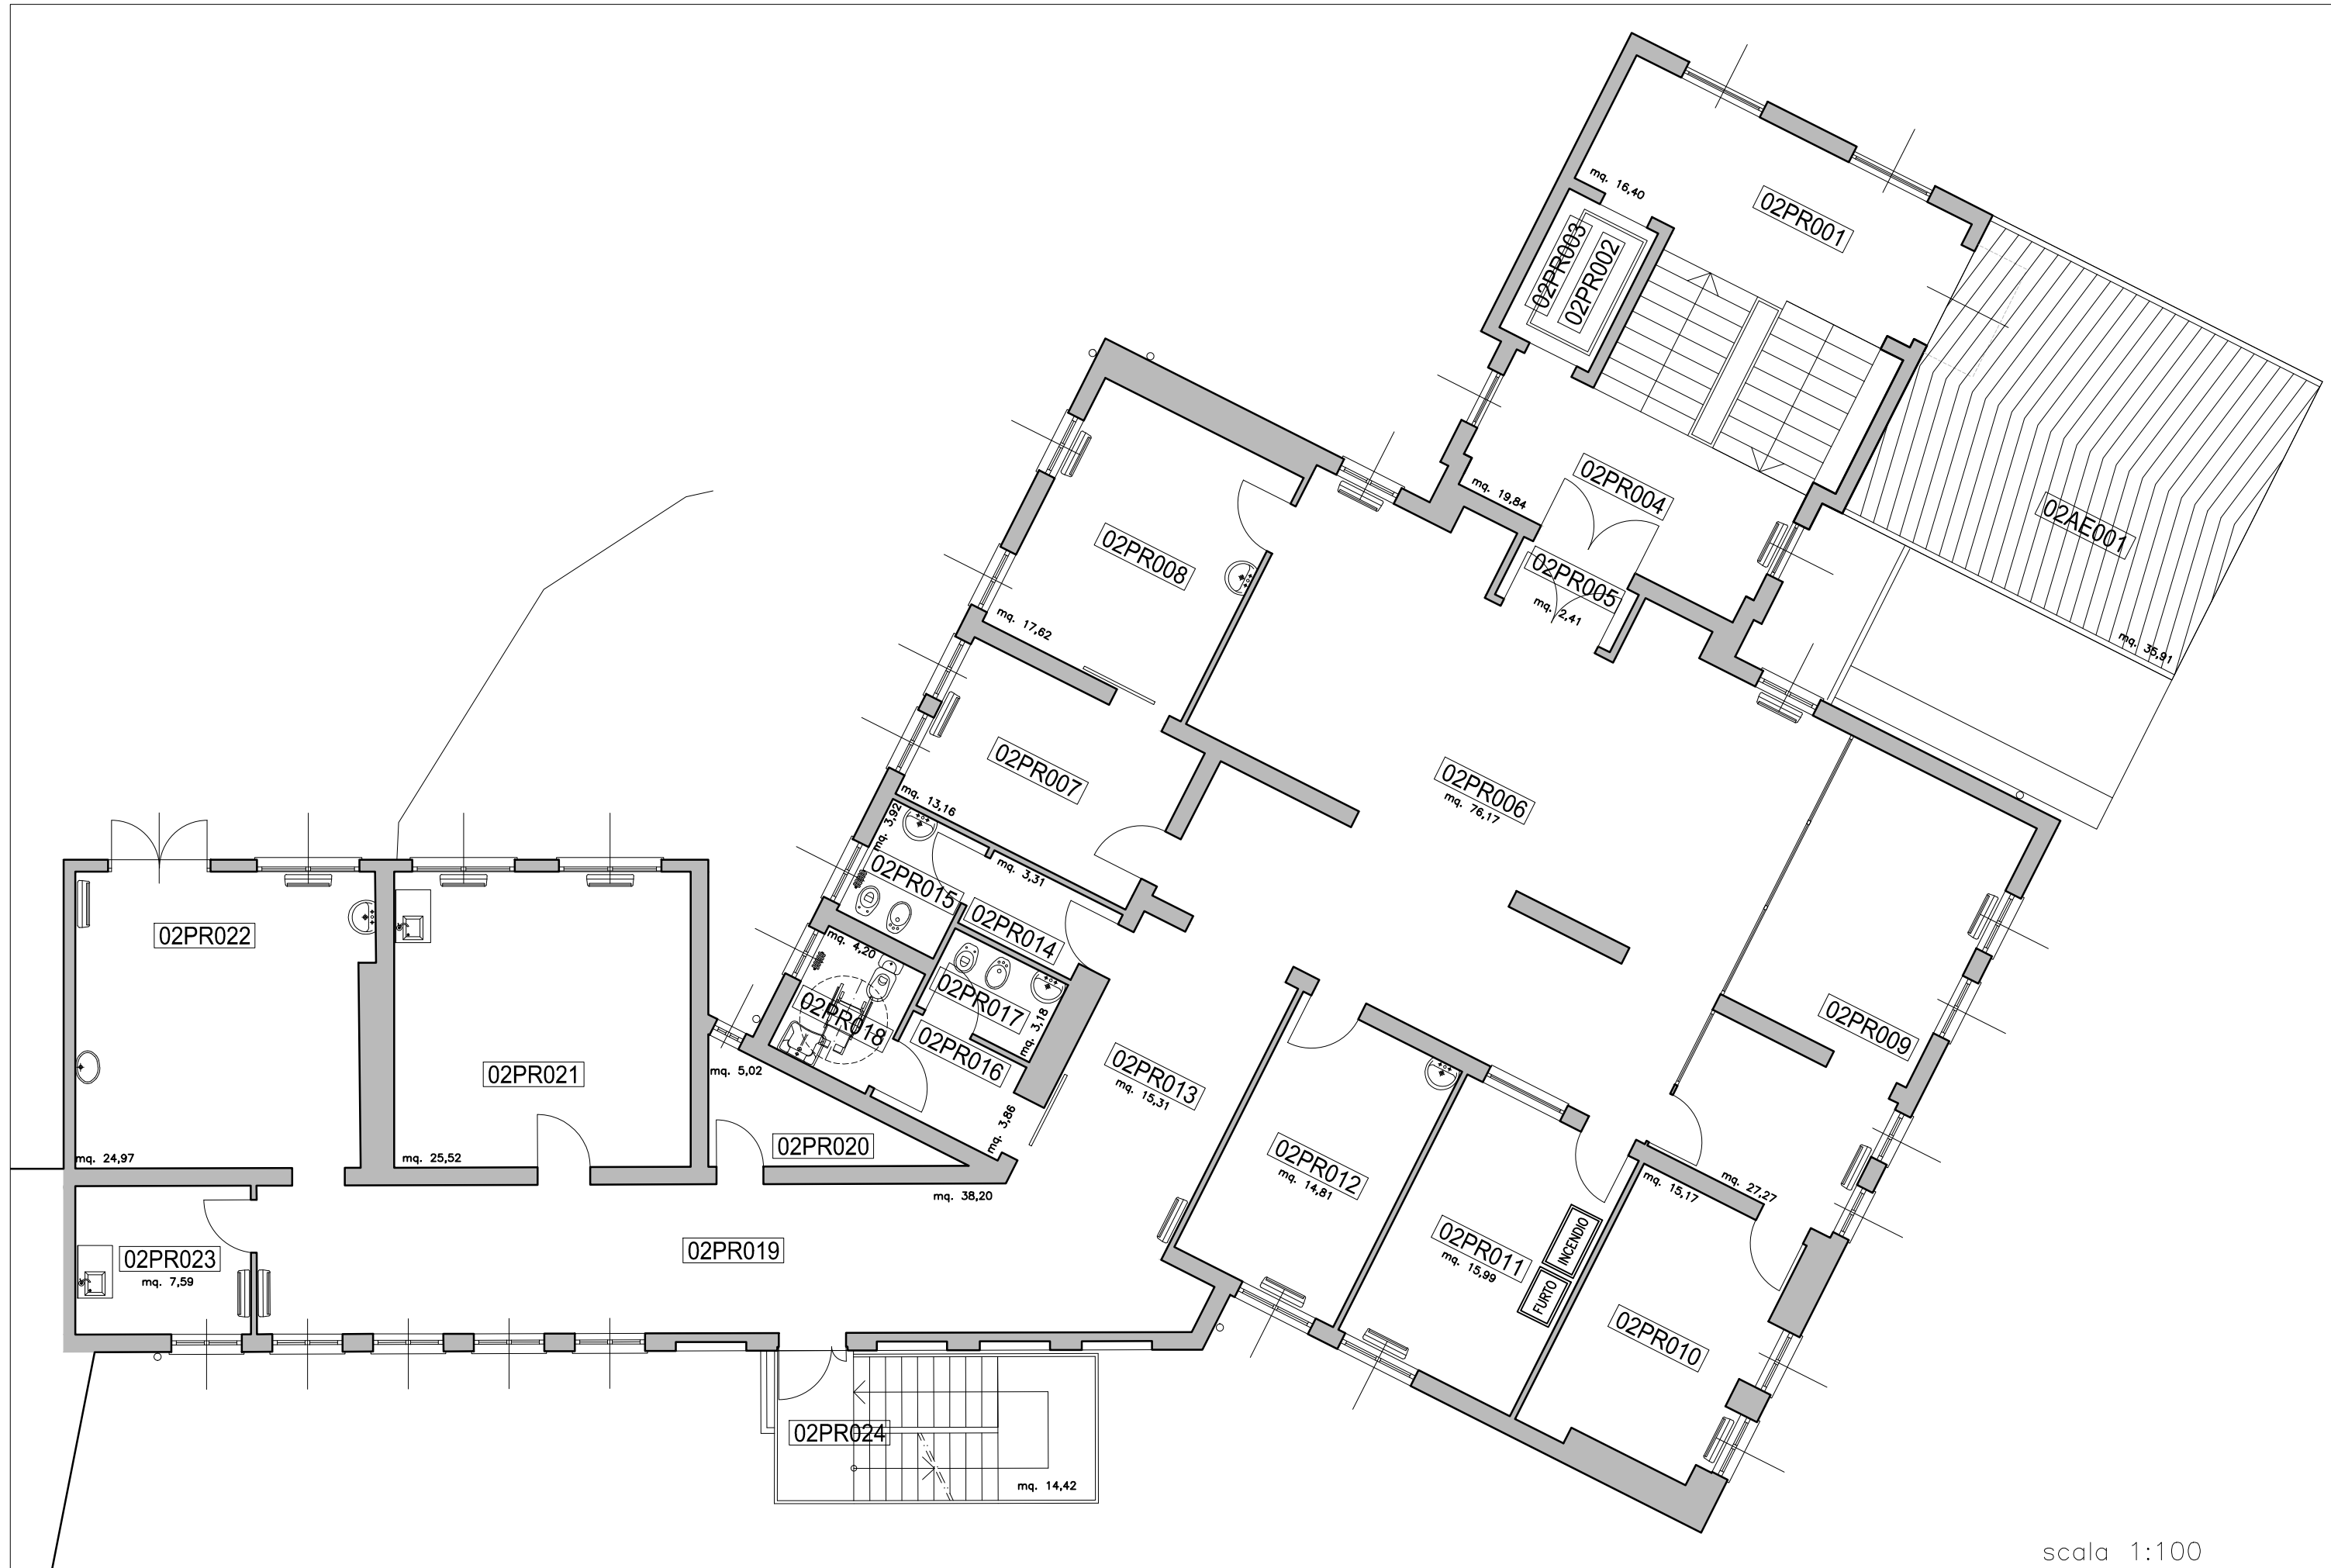 02PR001
mq. 16,40
02PR003
02PR002
02PR004
mq. 19,84
02AE001
mq. 35,91
02PR005
mq. 2,41
02PR008
mq. 17,62
02PR007
mq. 13,16
02PR006
mq. 76,17
mq. 3,92
02PR015
mq. 3,31
02PR014
mq. 4,20
02PR018
02PR017
mq. 3,18
02PR016
mq. 3,86
02PR009
mq. 27,27
02PR022
mq. 24,97
02PR021
mq. 25,52
mq. 5,02
02PR020
02PR013
mq. 15,31
02PR012
mq. 14,81
mq. 15,17
02PR011
mq. 15,99
INCENDIO
FURTO
02PR010
mq. 38,20
02PR019
02PR023
mq. 7,59
02PR024
mq. 14,42
scala 1:100